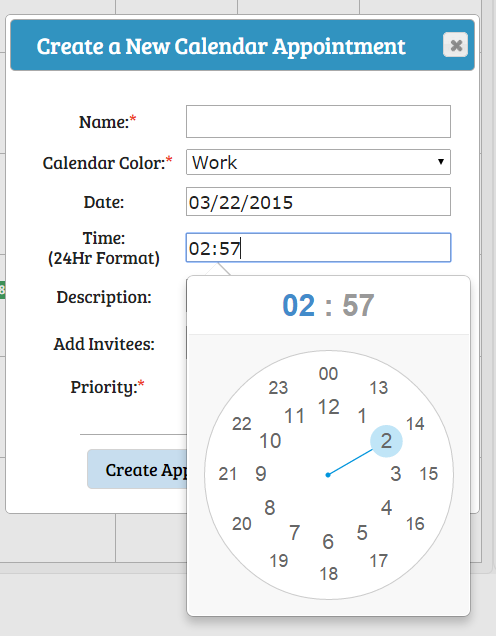 Create a New Calendar Appointment
Name:*
Calendar Color:* Work
Date: 03/22/2015
Time:
(24Hr Format) 02:57
Description:
02 : 57
Add Invitees:
Priority:*
Create App
00
23 13
12
11 1
22 14
10 2
21 9 3 15
8 4
20 16
7 5
6
19 17
18
8